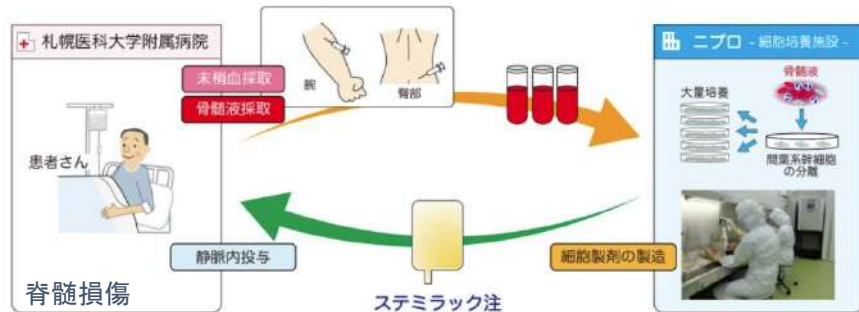 札幌医科大学附属病院
末梢血採取
骨髄液採取
腕
臀部
患者さん
静脈内投与
脊髄損傷
ステミラック注
細胞製剤の製造
ニプロ - 細胞培養施設 -
骨髄液
大量培養
間葉系幹細胞
の分離